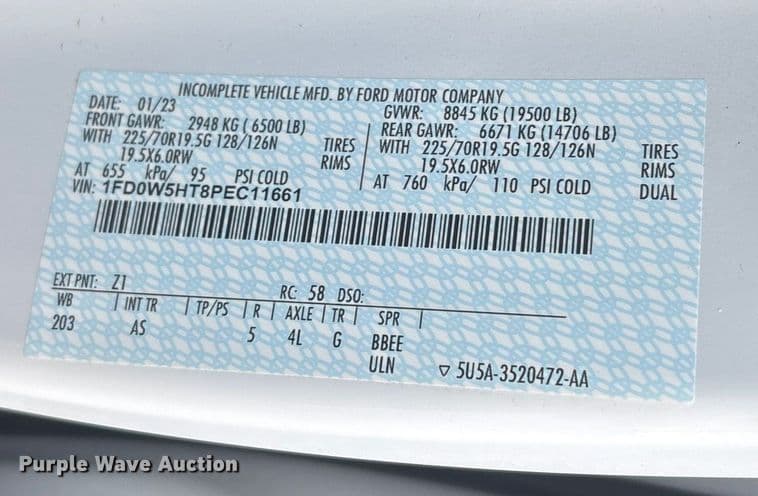 INCOMPLETE VEHICLE MFD. BY FORD MOTOR COMPANY
DATE: 01/23 GVWR: 8845 KG (19500 LB)
FRONT GAWR: 2948 KG ( 6500 LB) REAR GAWR: 6671 KG (14706 LB)
WITH 225/70R19.5G 128/126N TIRES WITH 225/70R19.5G 128/126N TIRES
19.5X6.0RW RIMS 19.5X6.0RW RIMS
AT 655 kPa/ 95 PSI COLD AT 760 kPa/ 110 PSI COLD DUAL
VIN: 1FD0W5HT8PEC11661
EXT PNT: Z1 RC: 58 DSO:
WB INT TR TP/PS R AXLE TR SPR
203 AS 5 4L G BBEE
ULN ▽ 5U5A-3520472-AA
Purple Wave Auction